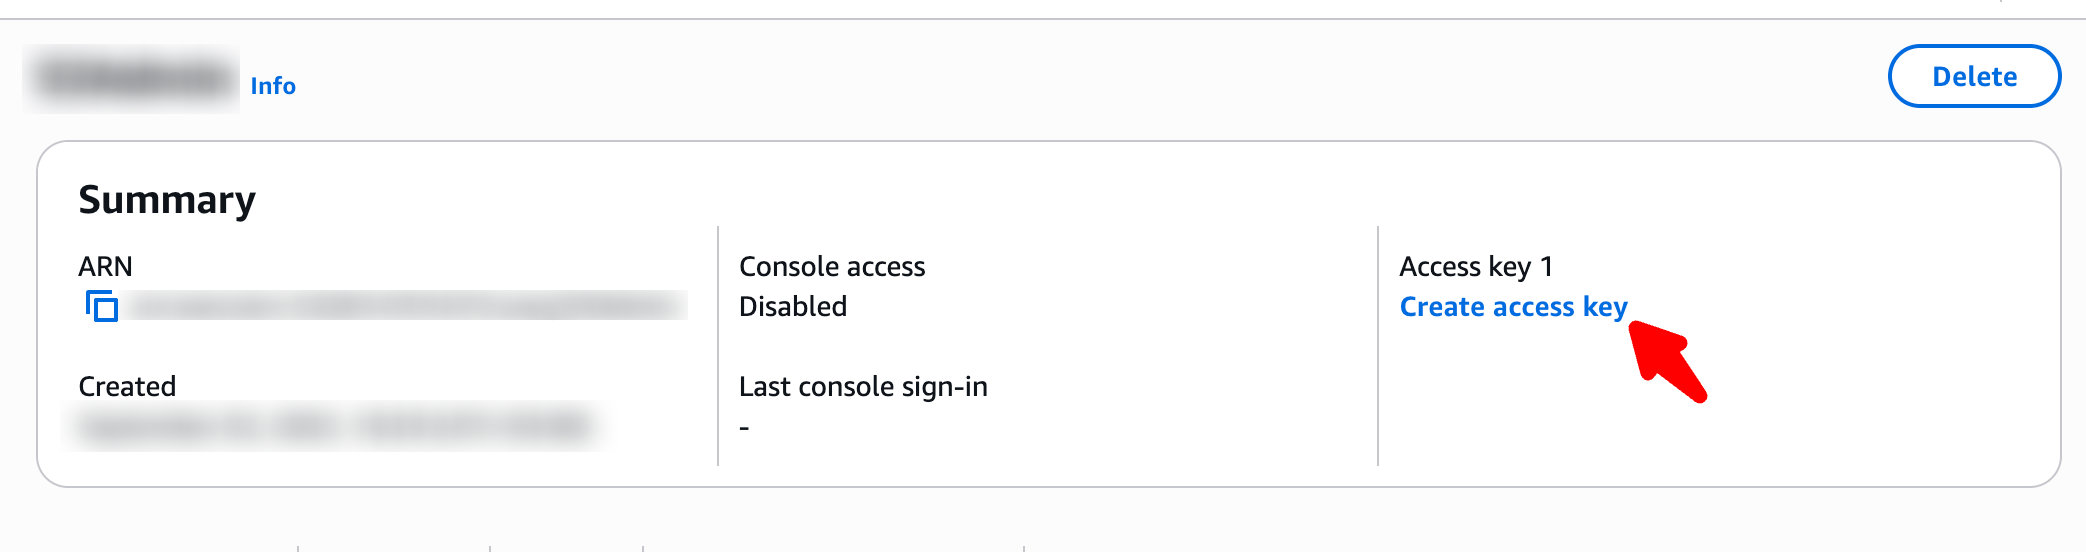 Info
Delete
Summary
ARN
Created
Console access
Disabled
Last console sign-in
-
Access key 1
Create access key